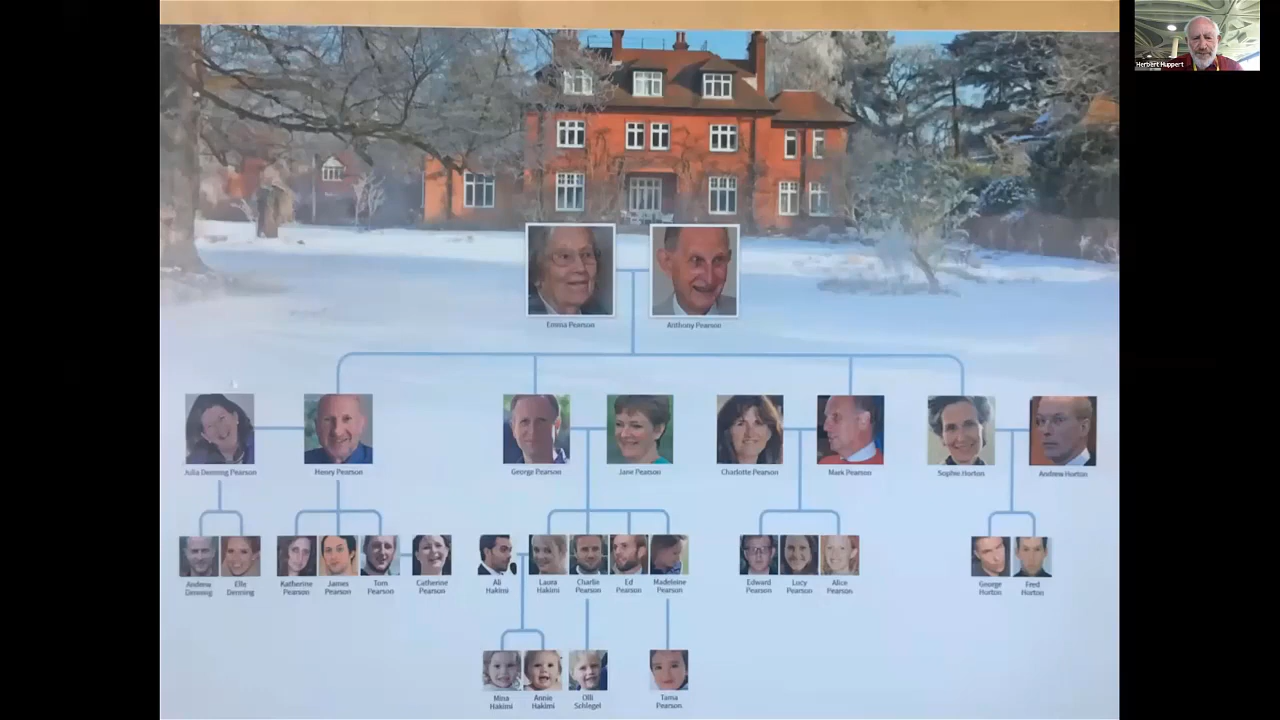 Herbert Huppert
Emma Pearson
Anthony Pearson
Julia Denning Pearson
Henry Pearson
George Pearson
Jane Pearson
Charlotte Pearson
Mark Pearson
Sophie Horton
Andrew Horton
Andrew
Denning
Elle
Denning
Katherine
Pearson
James
Pearson
Tom
Pearson
Catherine
Pearson
Ali
Hakimi
Laura
Hakimi
Charlie
Pearson
Ed
Pearson
Madeleine
Pearson
Edward
Pearson
Lucy
Pearson
Alice
Pearson
George
Horton
Fred
Horton
Mina
Hakimi
Annis
Hakimi
Olli
Schlegel
Tama
Pearson